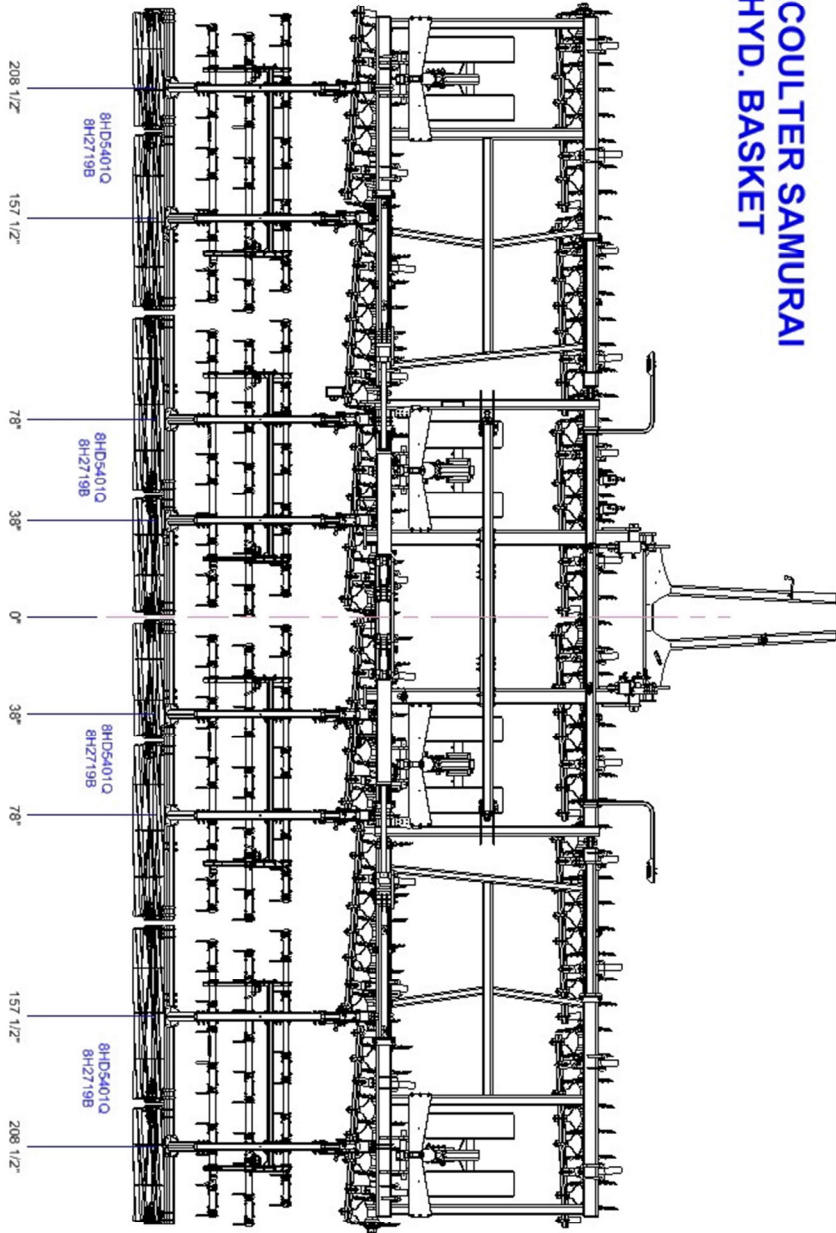 COULTER SAMURAI
HYD. BASKET
208 1/2"
157 1/2"
78"
38"
0"
38"
78"
157 1/2"
208 1/2"
8HD5401Q
8H2719B
8HD5401Q
8H2719B
8HD5401Q
8H2719B
8HD5401Q
8H2719B